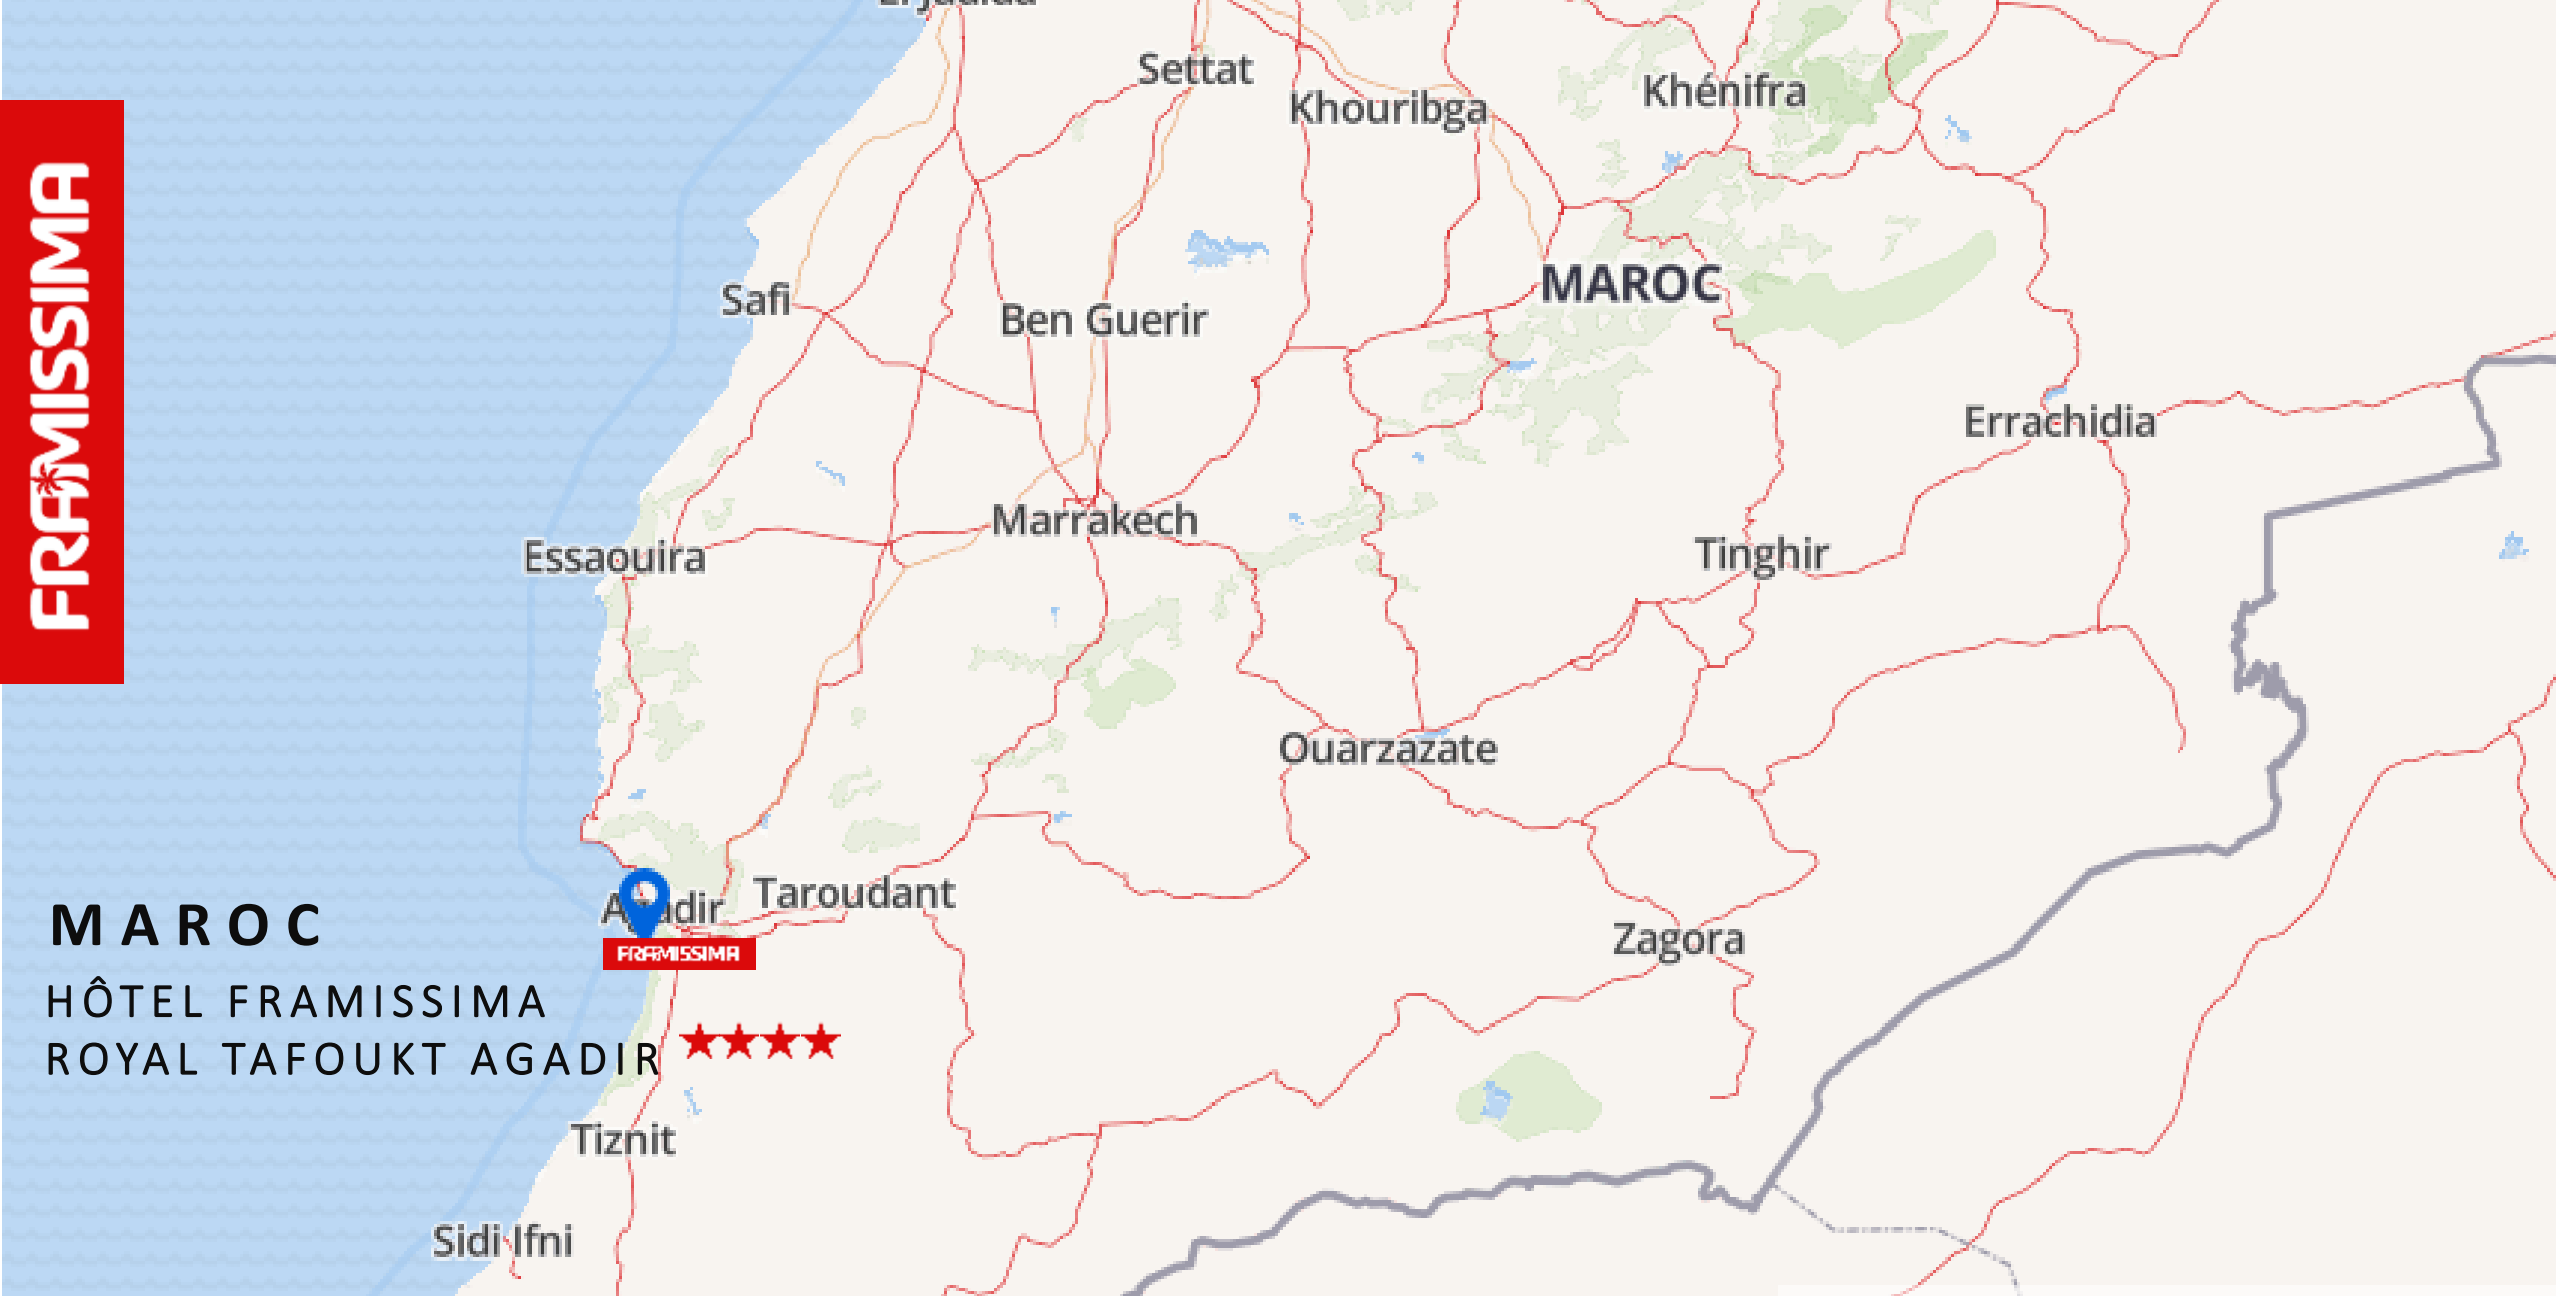 Settat
Khénifra
Khouribga
FRAMISSIMA
MAROC
Safi
Ben Guerir
Errachidia
Marrakech
Essaouira
Tinghir
Ouarzazate
Taroudant
Agadir
FRAMISSIMA
Zagora
MAROC
HÔTEL FRAMISSIMA
ROYAL TAFOUKT AGADIR
Tiznit
Sidi Ifni